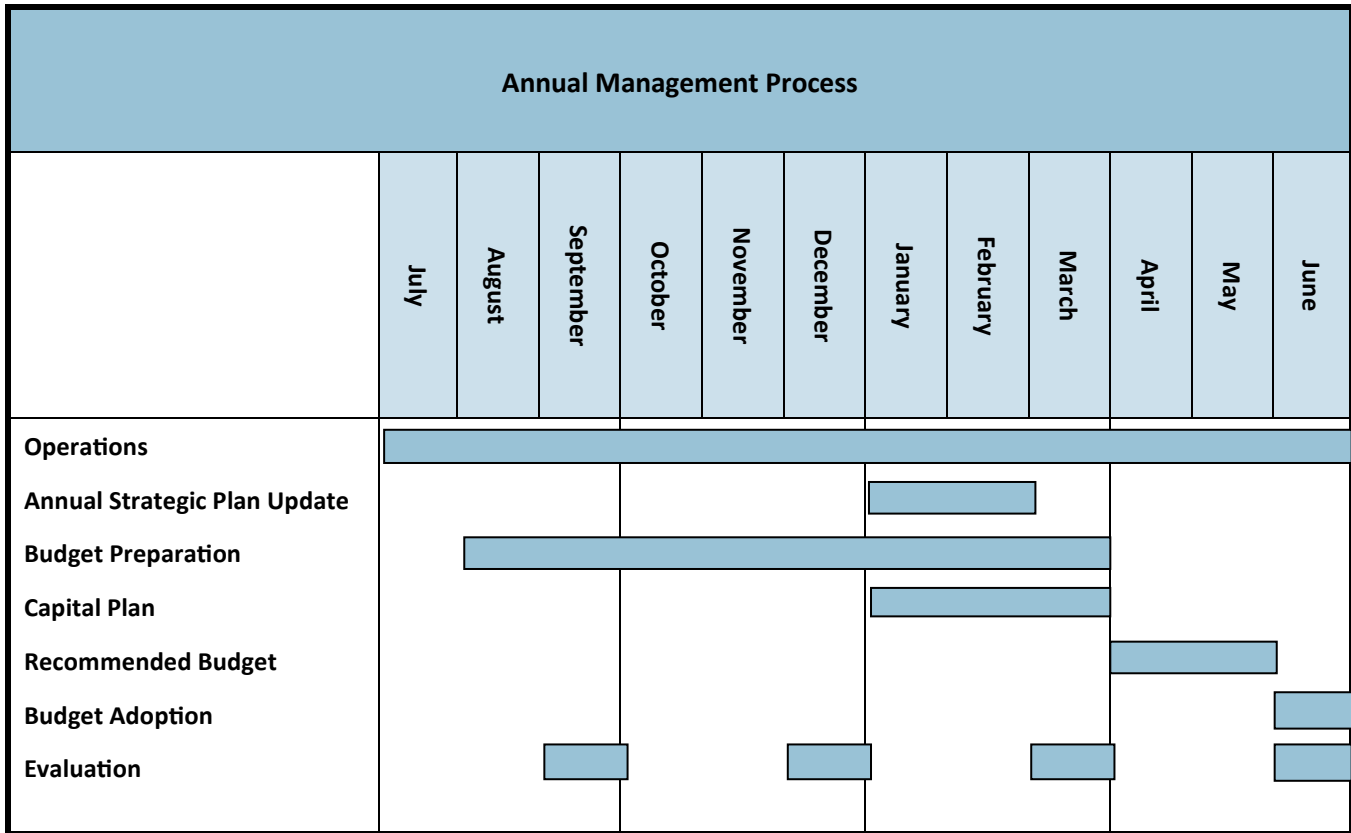 Annual Management Process
July
August
September
October
November
December
January
February
March
April
May
June
Operations
Annual Strategic Plan Update
Budget Preparation
Capital Plan
Recommended Budget
Budget Adoption
Evaluation